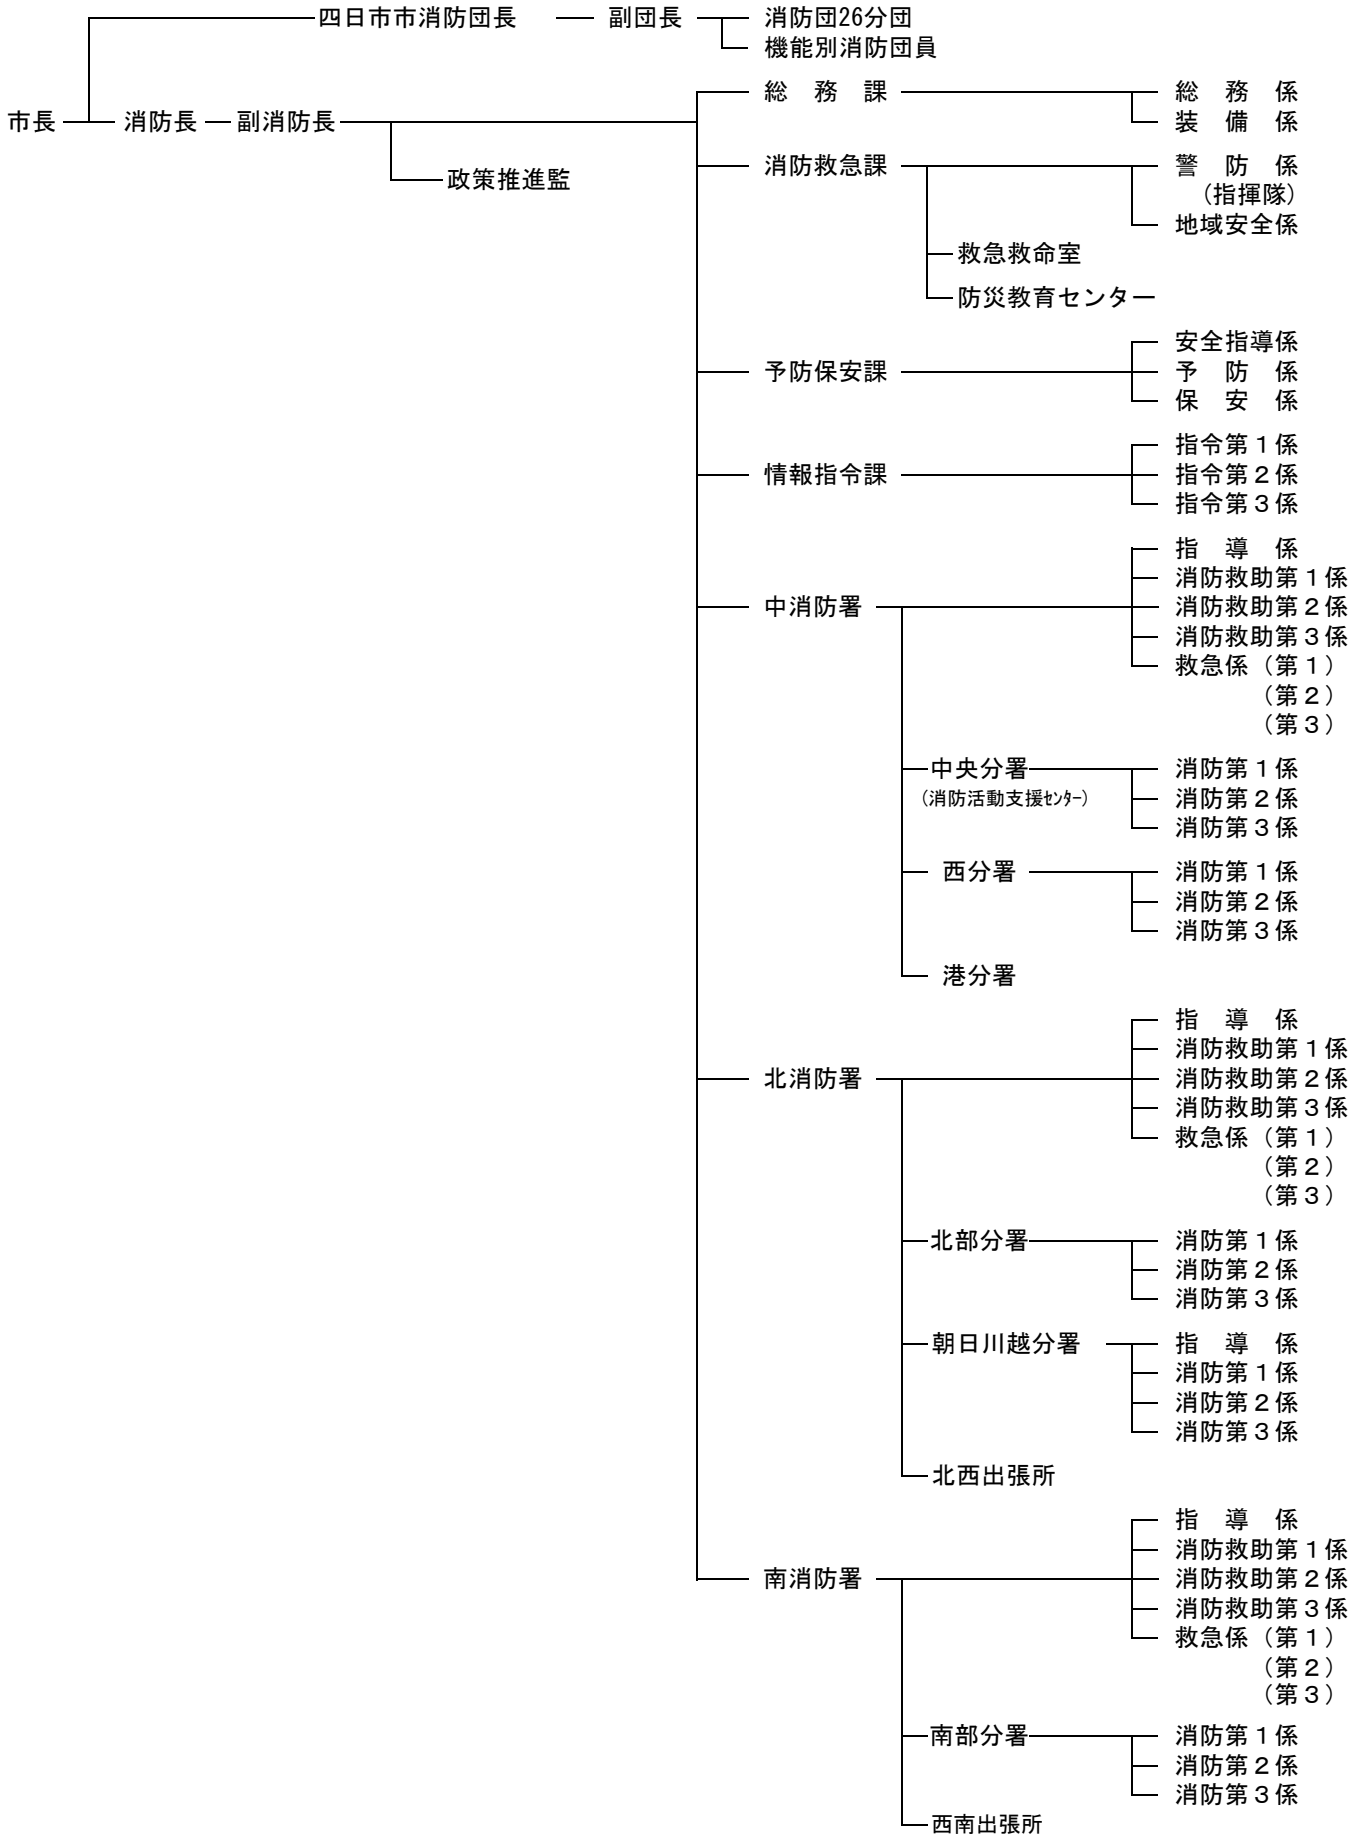 四日市市消防団長 副団長 消防団26分団
機能別消防団員
総　務　課 総　務　係
市長 消防長 副消防長 装　備　係
消防救急課 警　防　係
政策推進監 （指揮隊）
地域安全係
救急救命室
防災教育センター
安全指導係
予防保安課 予　防　係
保　安　係
指令第１係
情報指令課 指令第２係
指令第３係
指　導　係
消防救助第１係
中消防署 消防救助第２係
消防救助第３係
救急係（第１）
（第２）
（第３）
中央分署 消防第１係
（消防活動支援ｾﾝﾀｰ） 消防第２係
消防第３係
西分署 消防第１係
消防第２係
消防第３係
港分署
指　導　係
消防救助第１係
北消防署 消防救助第２係
消防救助第３係
救急係（第１）
（第２）
（第３）
北部分署 消防第１係
消防第２係
消防第３係
朝日川越分署 指　導　係
消防第１係
消防第２係
消防第３係
北西出張所
指　導　係
消防救助第１係
南消防署 消防救助第２係
消防救助第３係
救急係（第１）
（第２）
（第３）
南部分署 消防第１係
消防第２係
消防第３係
西南出張所